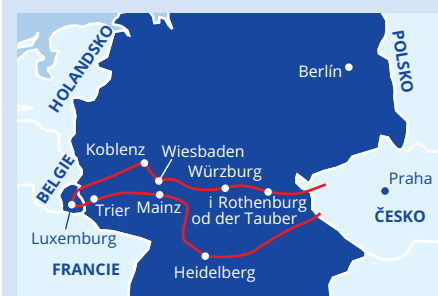 HOLANDSKO
POLSKO
Berlín
BELGIE
Koblenz
Wiesbaden
Würzburg
i Rothenburg
od der Tauber
Praha
ČESKO
Trier
Mainz
Luxemburg
FRANCIE
Heidelberg